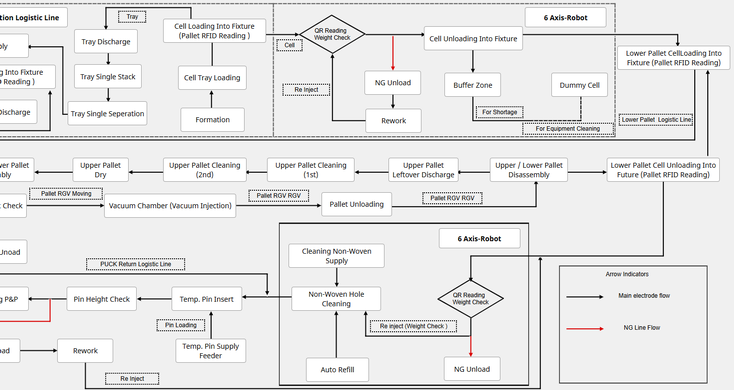 tion Logistic Line
Tray
Cell Loading Into Fixture
(Pallet RFID Reading )
QR Reading
Weight Check
6 Axis-Robot
bly
Tray Discharge
Cell
Cell Unloading Into Fixture
Lower Pallet CellLoading Into
Fixture (Pallet RFID Reading)
ng Into Fixture
D Reading )
Tray Single Stack
Cell Tray Loading
Re Inject
NG Unload
Buffer Zone
Dummy Cell
Discharge
Tray Single Seperation
Formation
Rework
For Shortage
For Equipment Cleaning
Lower Pallet Logistic Line
wer Pallet
mbly
Upper Pallet
Dry
Upper Pallet Cleaning
(2nd)
Upper Pallet Cleaning
(1st)
Upper Pallet
Leftover Discharge
Upper / Lower Pallet
Disassembly
Lower Pallet Cell Unloading Into
Future (Pallet RFID Reading)
Pallet RGV Moving
Pallet RGV RGV
Pallet RGV RGV
Check
Vacuum Chamber (Vacuum Injection)
Pallet Unloading
6 Axis-Robot
Cleaning Non-Woven
Supply
Unoad
PUCK Return Logistic Line
Arrow Indicators
g P&P
Pin Height Check
Temp. Pin Insert
Non-Woven Hole
Cleaning
QR Reading
Weight Check
Main electrode flow
Pin Loading
Re inject (Weight Check )
NG Line Flow
oad
Rework
Temp. Pin Supply
Feeder
Auto Refill
NG Unload
Re Inject